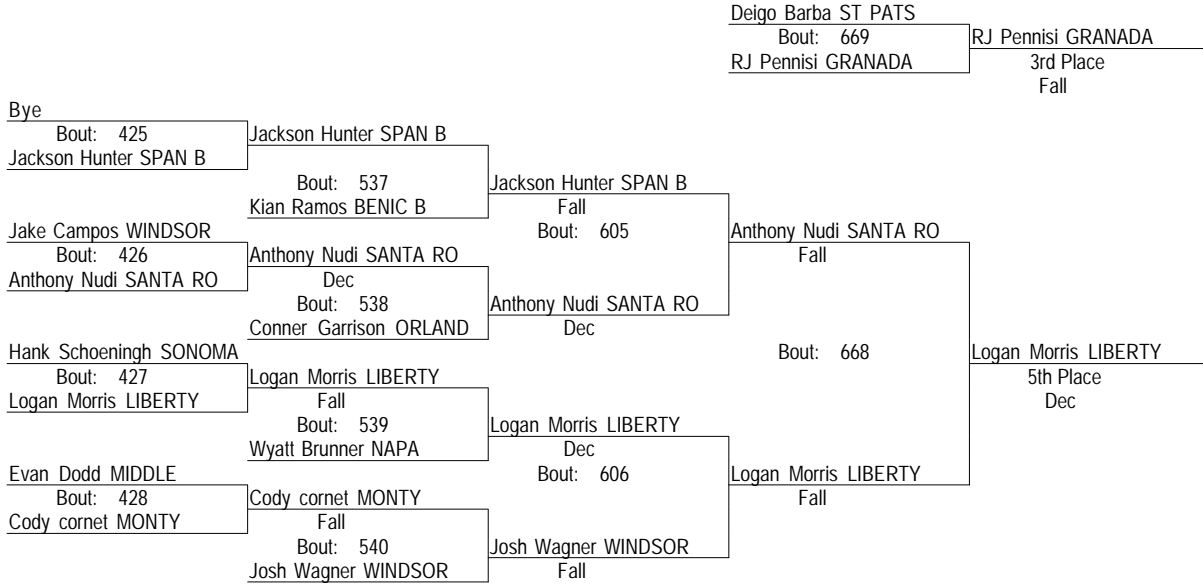 Deigo Barba ST PATS
Bout: 669
RJ Pennisi GRANADA
RJ Pennisi GRANADA
3rd Place
Fall
Bye
Bout: 425
Jackson Hunter SPAN B
Jackson Hunter SPAN B
Bout: 537
Kian Ramos BENIC B
Jackson Hunter SPAN B
Fall
Bout: 605
Jake Campos WINDSOR
Bout: 426
Anthony Nudi SANTA RO
Anthony Nudi SANTA RO
Dec
Bout: 538
Conner Garrison ORLAND
Anthony Nudi SANTA RO
Dec
Anthony Nudi SANTA RO
Fall
Bout: 668
Hank Schoeningh SONOMA
Bout: 427
Logan Morris LIBERTY
Logan Morris LIBERTY
Fall
Bout: 539
Wyatt Brunner NAPA
Logan Morris LIBERTY
Dec
Bout: 606
Evan Dodd MIDDLE
Bout: 428
Cody cornet MONTY
Cody cornet MONTY
Fall
Bout: 540
Josh Wagner WINDSOR
Josh Wagner WINDSOR
Fall
Logan Morris LIBERTY
Fall
Logan Morris LIBERTY
5th Place
Dec